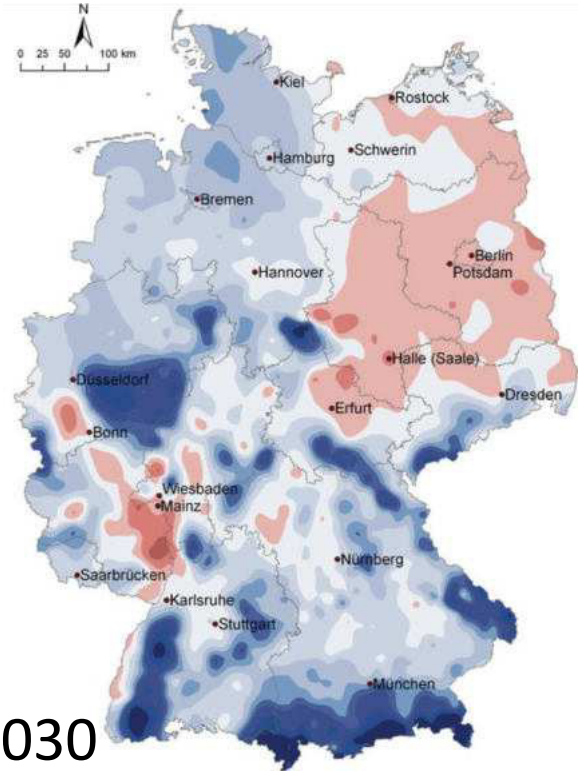 N
0 25 50 100 km
Kiel
Rostock
Hamburg
Schwerin
Bremen
Berlin
Potsdam
Hannover
Halle (Saale)
Düsseldorf
Dresden
Erfurt
Bonn
Wiesbaden
Mainz
Nürnberg
Saarbrücken
Karlsruhe
Stuttgart
München
030